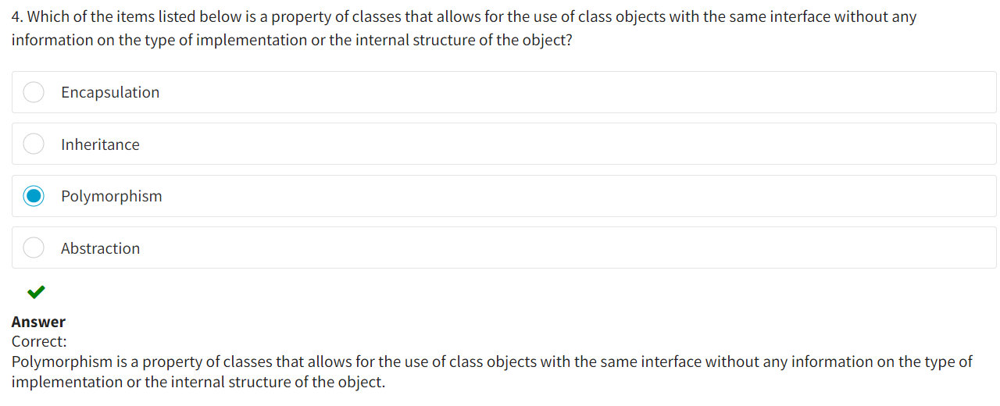 4. Which of the items listed below is a property of classes that allows for the use of class objects with the same interface without any
information on the type of implementation or the internal structure of the object?
Encapsulation
Inheritance
Polymorphism
Abstraction
Answer
Correct:
Polymorphism is a property of classes that allows for the use of class objects with the same interface without any information on the type of
implementation or the internal structure of the object.